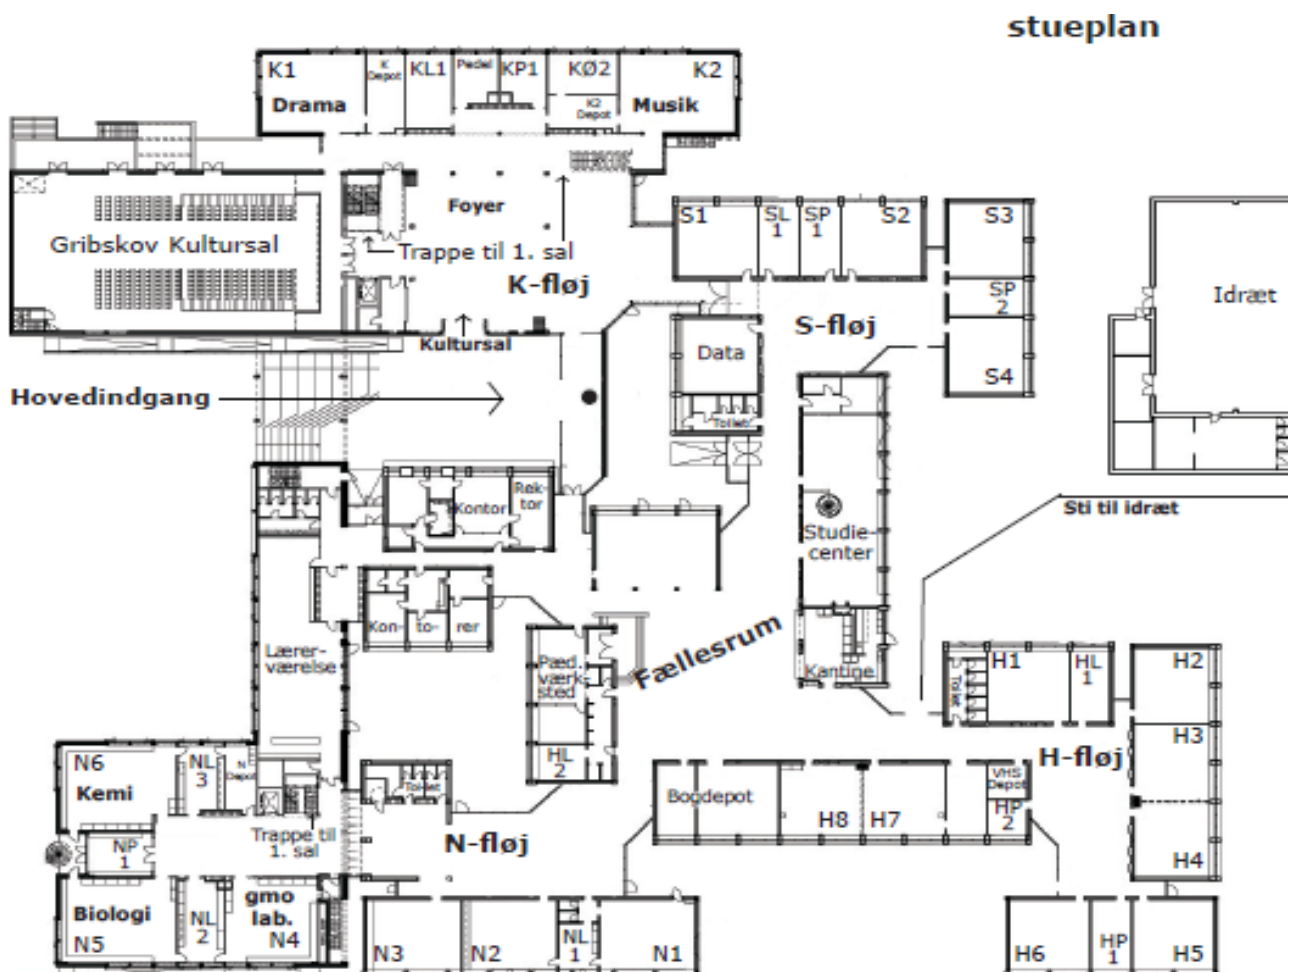 stueplan
K1
Drama
K
Depot
KL1
Pedel
KP1
KØ2
K2
Depot
K2
Musik
Gribskov Kultursal
Foyer
Trappe til 1. sal
K-fløj
Kultursal
Hovedindgang
S1
SL
1
SP
1
S2
S3
SP
2
S4
S-fløj
Data
Toilet
Idræt
Sti til idræt
Studie-
center
Kantine
Kontor
Rek-
tor
Kon-
to-
rer
Lærer-
værelse
Pæd.
værk-
sted
HL
2
Fællesrum
H1
HL
1
Toilet
H2
H3
H4
H-fløj
VHS
Depot
HP
2
Bogdepot
H8
H7
H6
HP
1
H5
N6
Kemi
NL
3
N
Depot
Trappe til
1. sal
NP
1
Biologi
N5
NL
2
gmo
lab.
N4
Toilet
N-fløj
N3
N2
NL
1
N1